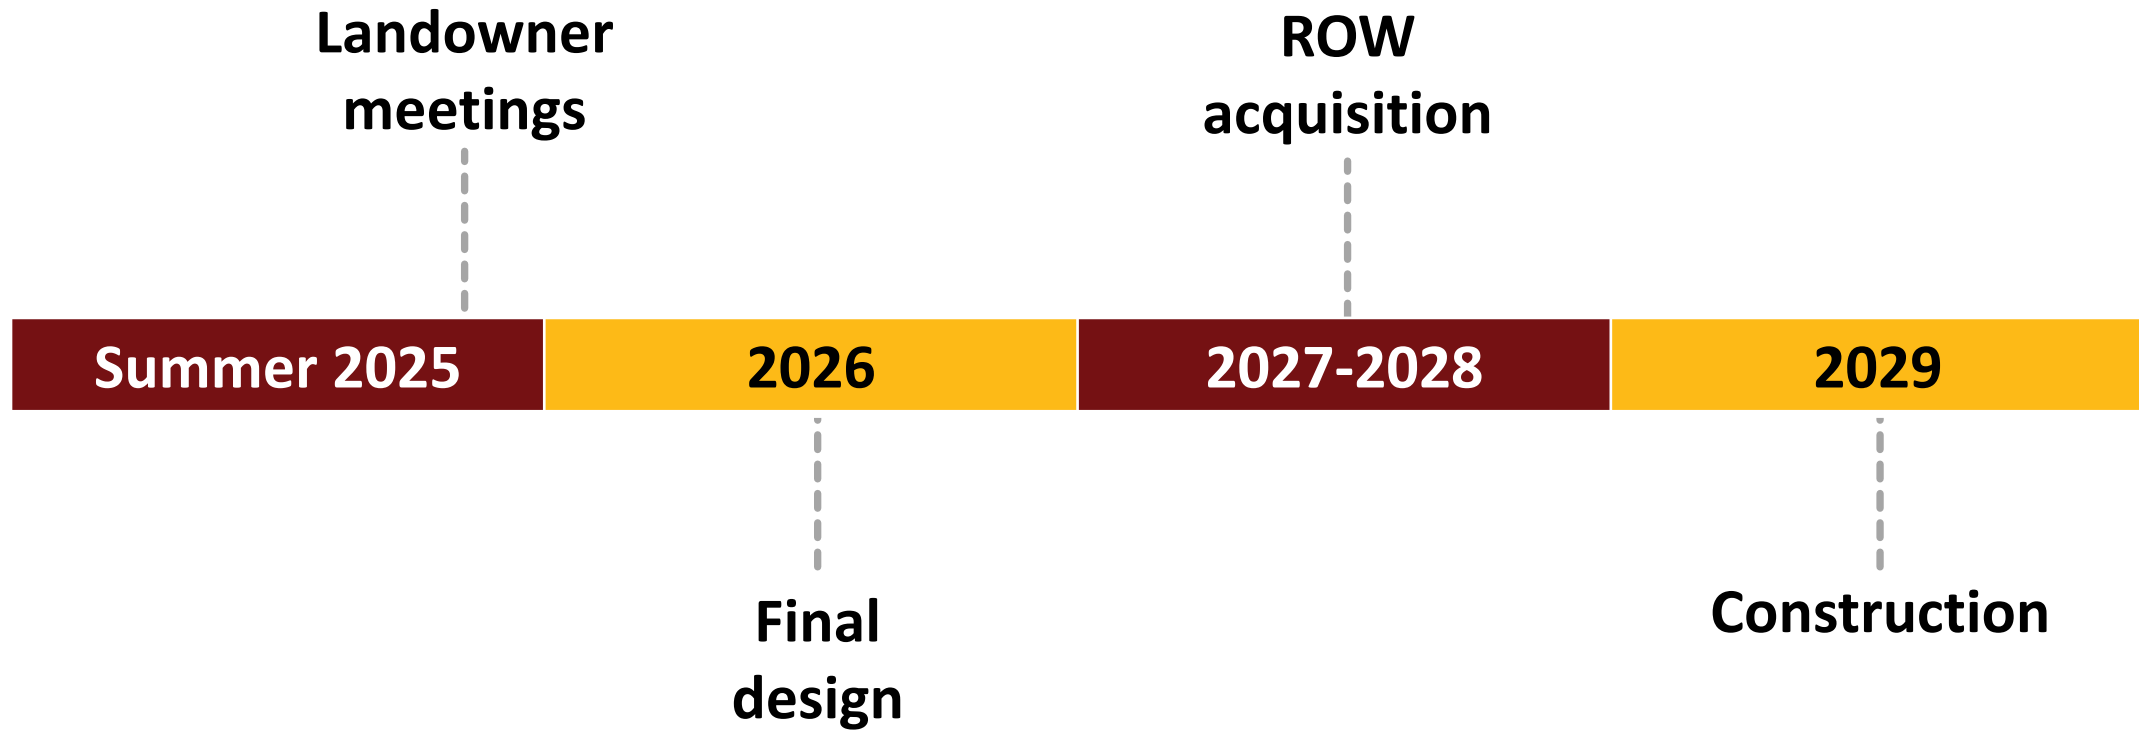 Landowner
meetings
ROW
acquisition
Summer 2025
2026
2027-2028
2029
Final
design
Construction